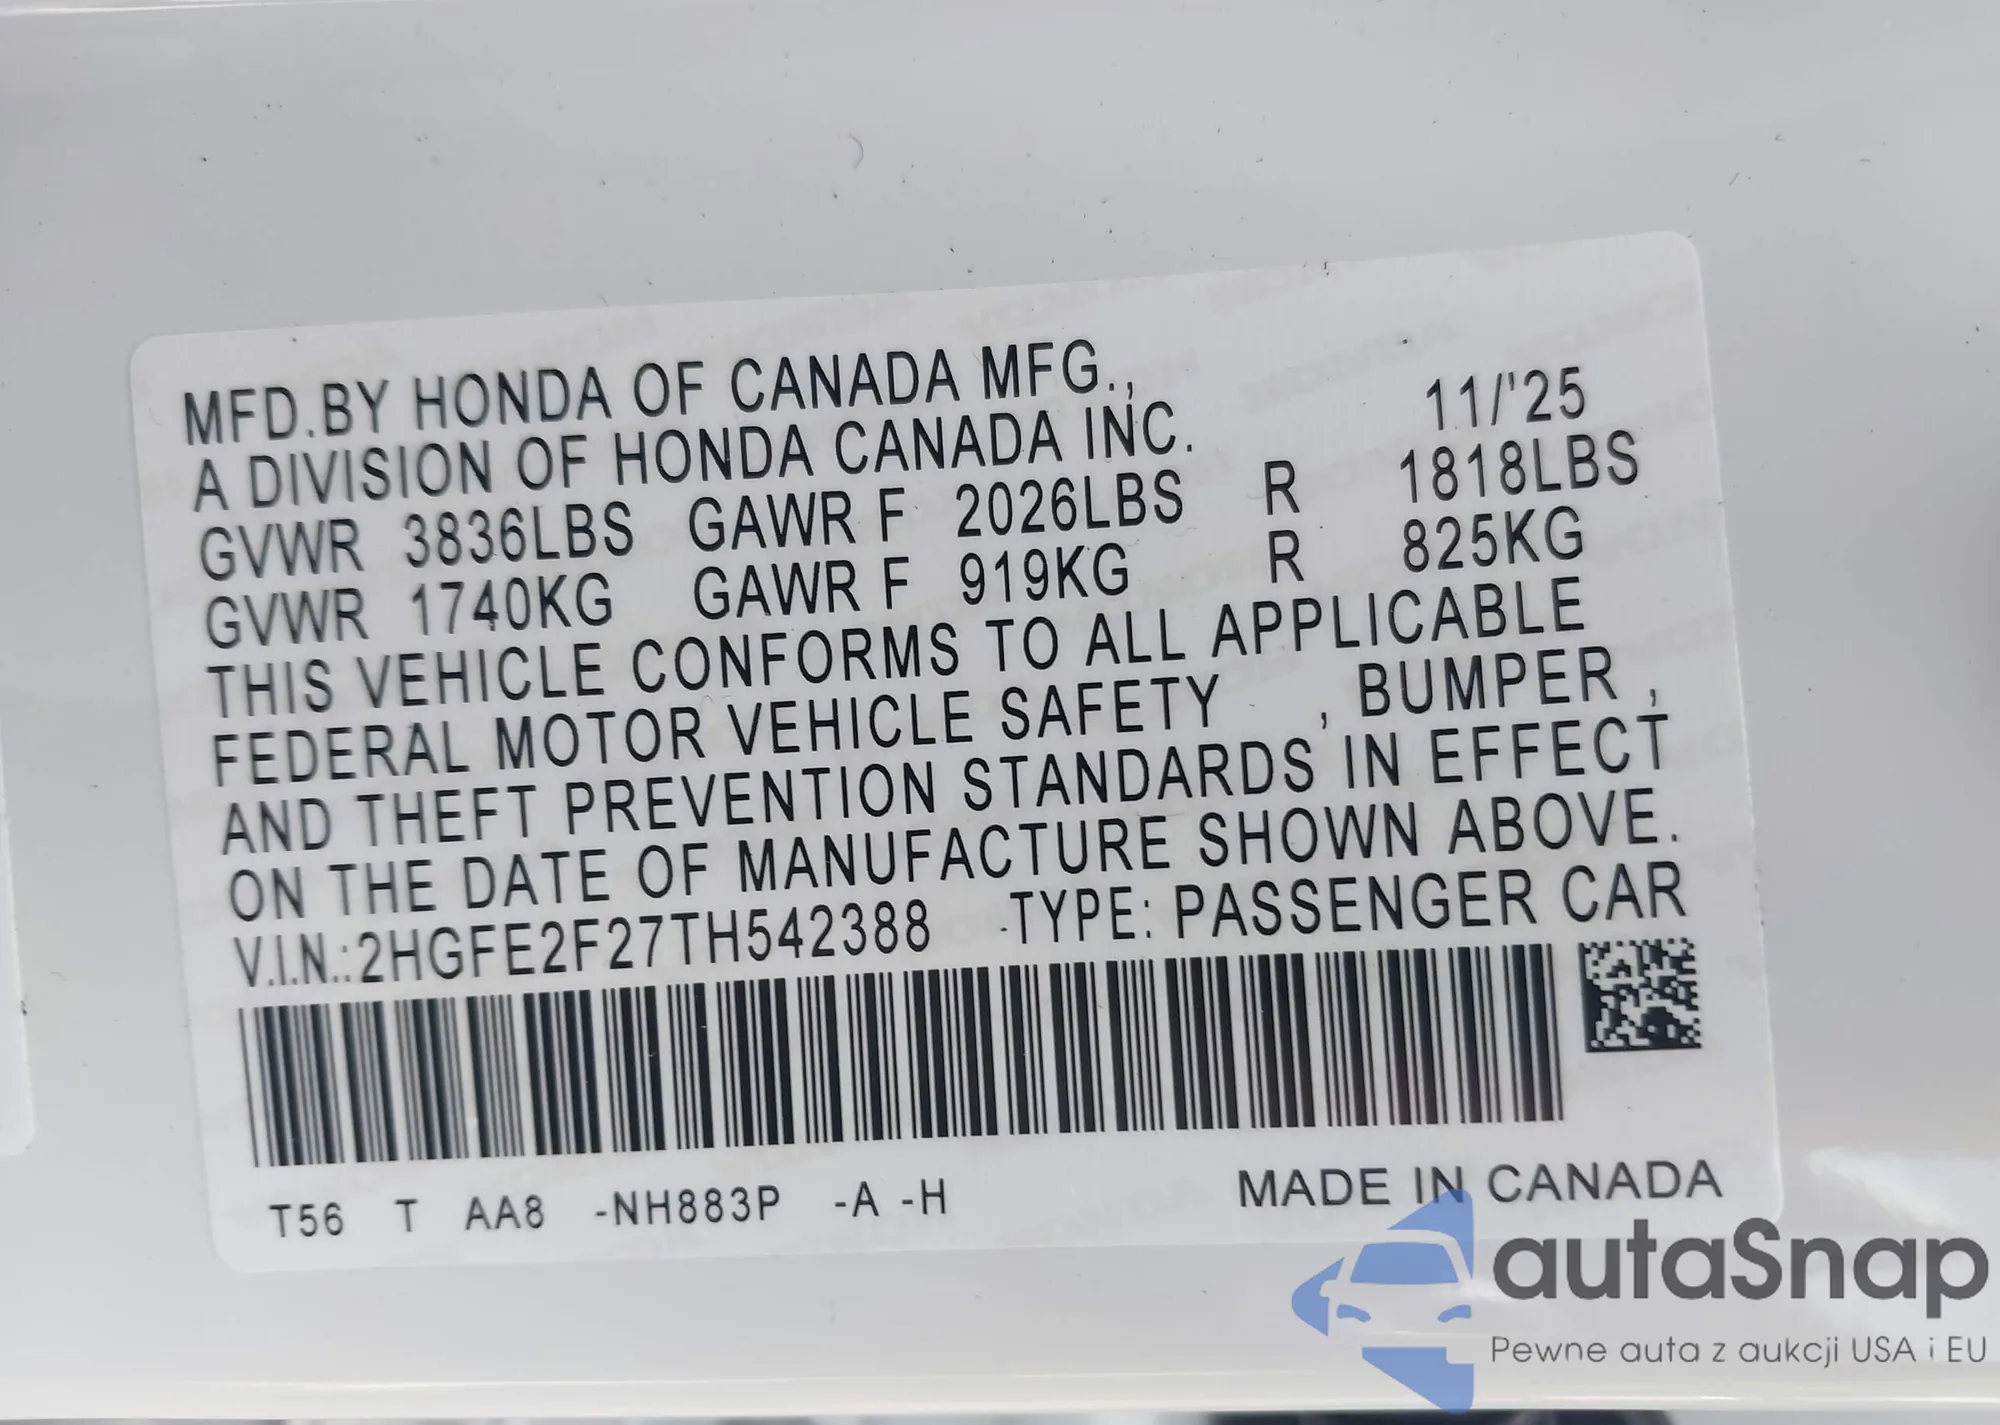 MFD.BY HONDA OF CANADA MFG.,
A DIVISION OF HONDA CANADA INC. 11/'25
GVWR 3836LBS GAWR F 2026LBS R 1818LBS
GVWR 1740KG GAWR F 919KG R 825KG
THIS VEHICLE CONFORMS TO ALL APPLICABLE
FEDERAL MOTOR VEHICLE SAFETY , BUMPER ,
AND THEFT PREVENTION STANDARDS IN EFFECT
ON THE DATE OF MANUFACTURE SHOWN ABOVE.
V.I.N.:2HGFE2F27TH542388 TYPE: PASSENGER CAR
T56 T AA8 -NH883P -A -H MADE IN CANADA
autaSnap
Pewne auta z aukcji USA i EU